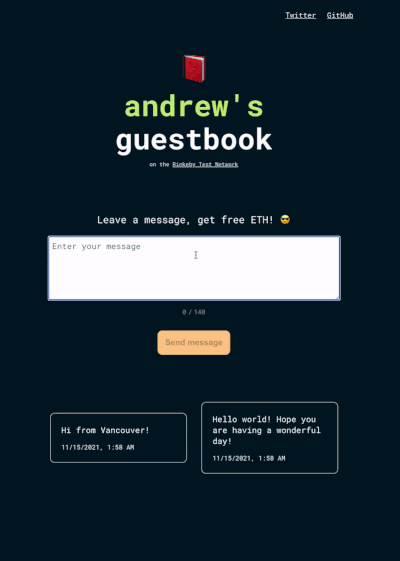 Twitter GitHub
andrew's
guestbook
on the Rinkeby Test Network
Leave a message, get free ETH! 😎
Enter your message
0 / 140
Send message
Hi from Vancouver!
11/15/2021, 1:58 AM
Hello world! Hope you
are having a wonderful
day!
11/15/2021, 1:58 AM